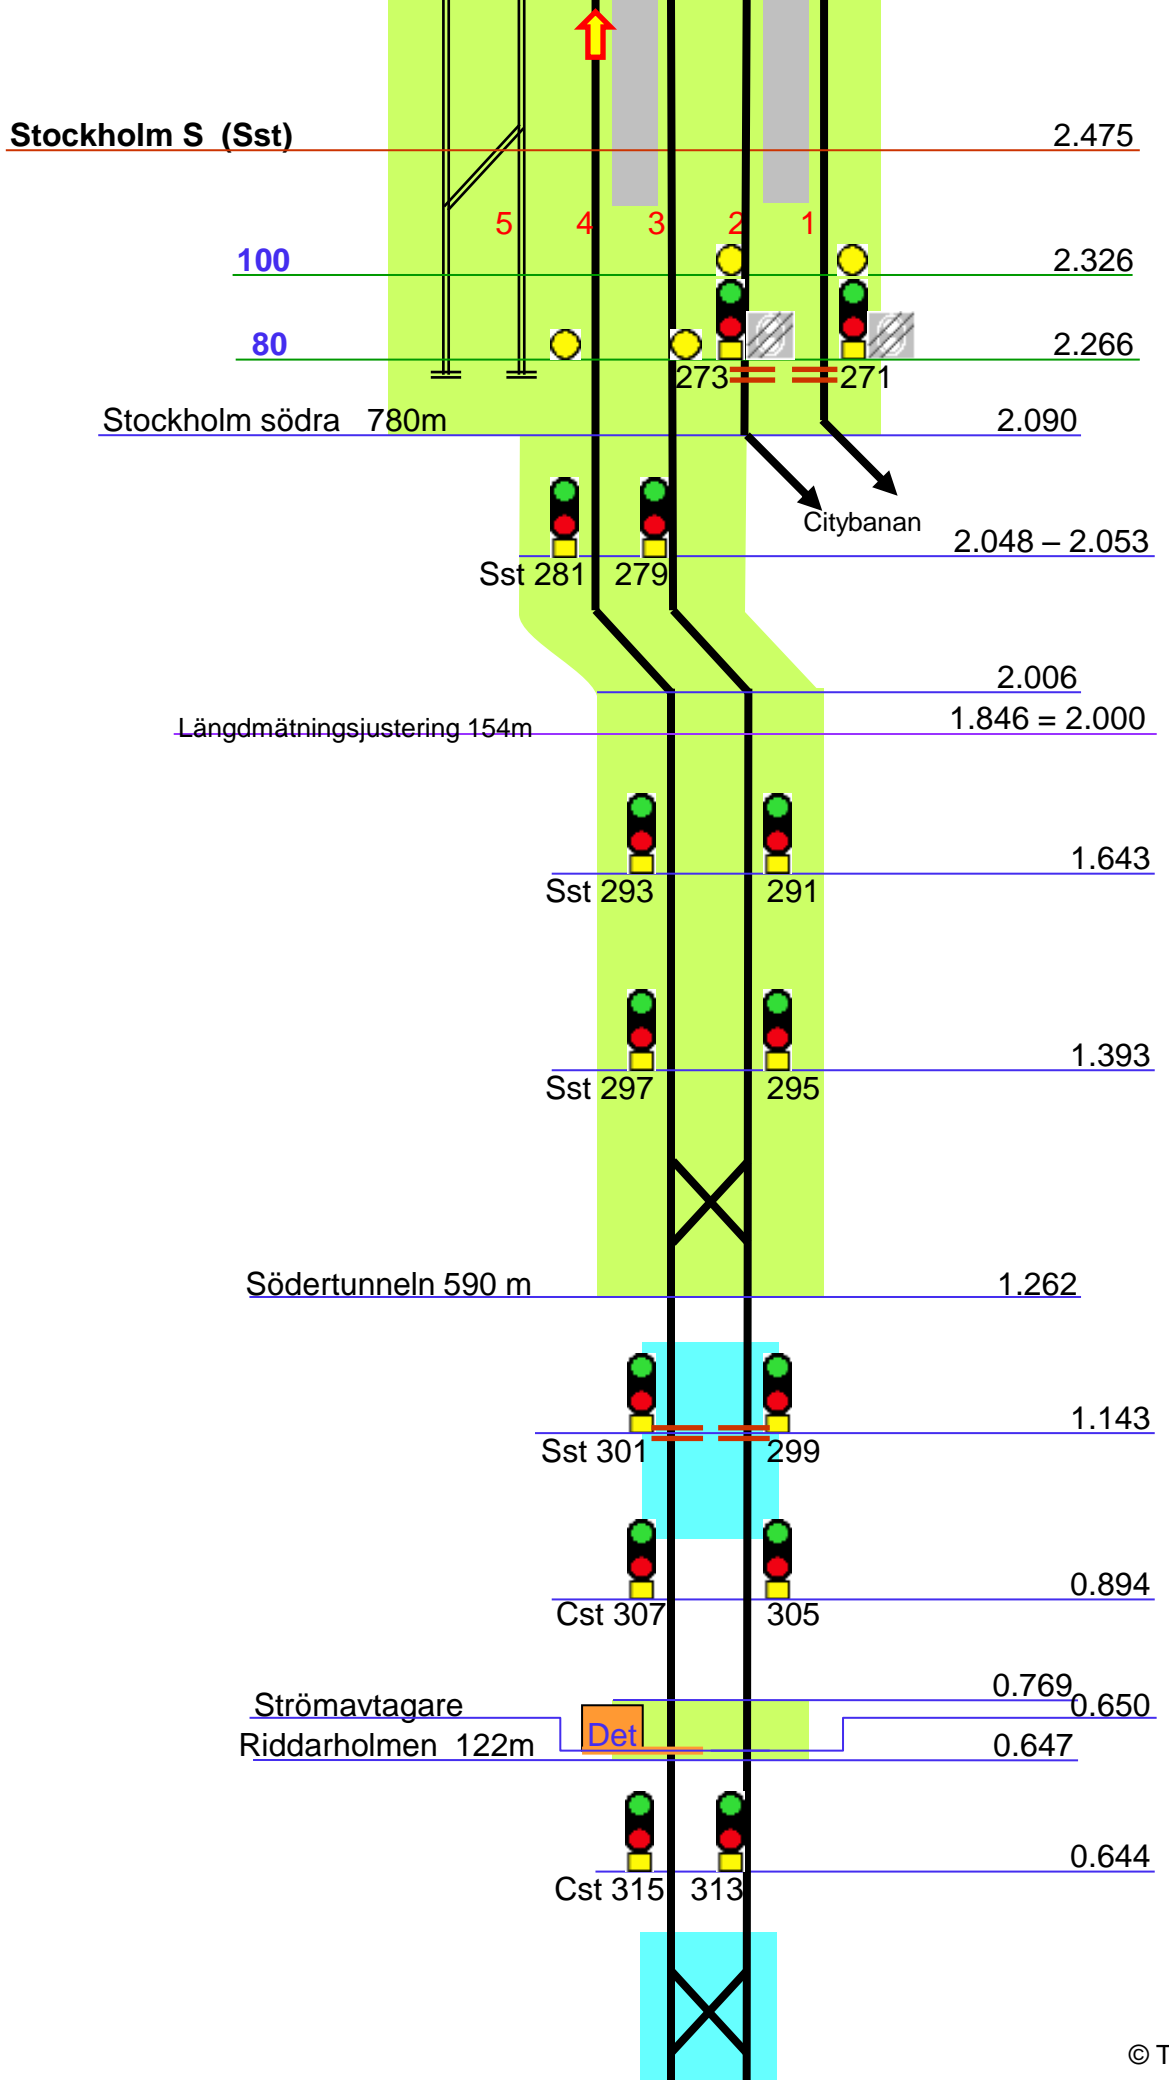 Stockholm S (Sst) 2.475
5 4 3 2 1
100 2.326
80 2.266
273 271
Stockholm södra 780m 2.090
Citybanan
2.048 – 2.053
Sst 281 279
2.006
Längdmätningsjustering 154m 1.846 = 2.000
1.643
Sst 293 291
1.393
Sst 297 295
Södertunneln 590 m 1.262
1.143
Sst 301 299
0.894
Cst 307 305
0.769
Strömavtagare 0.650
Det
Riddarholmen 122m 0.647
0.644
Cst 315 313
© T